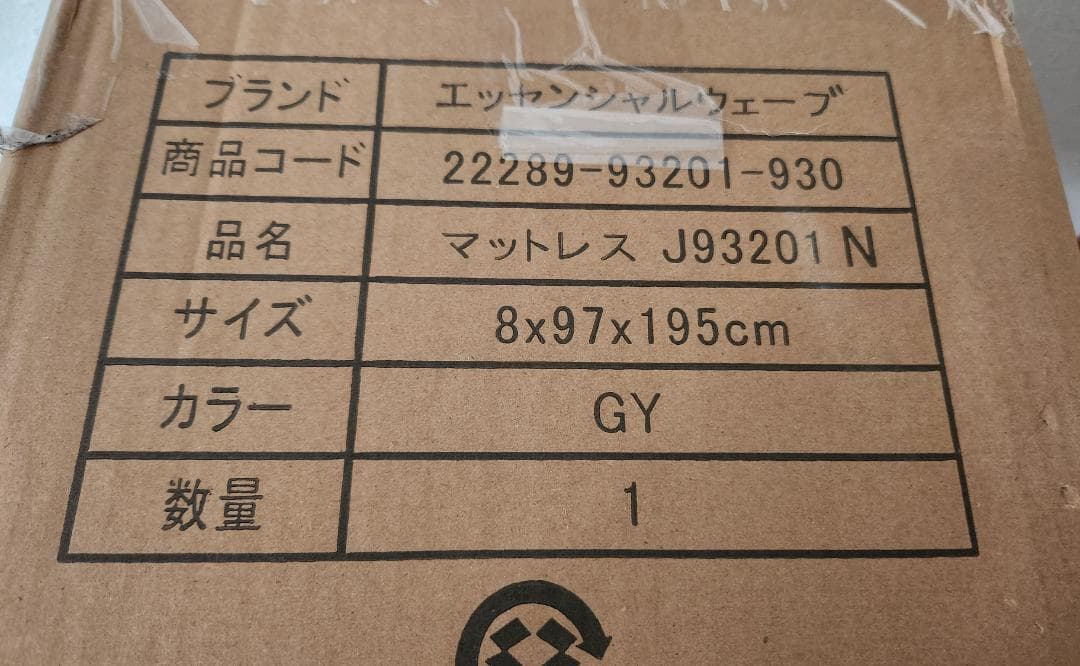 ブランド エッセンシャルウェーブ
商品コード 22289-93201-930
品名 マットレス J93201 N
サイズ 8x97x195cm
カラー GY
数量 1